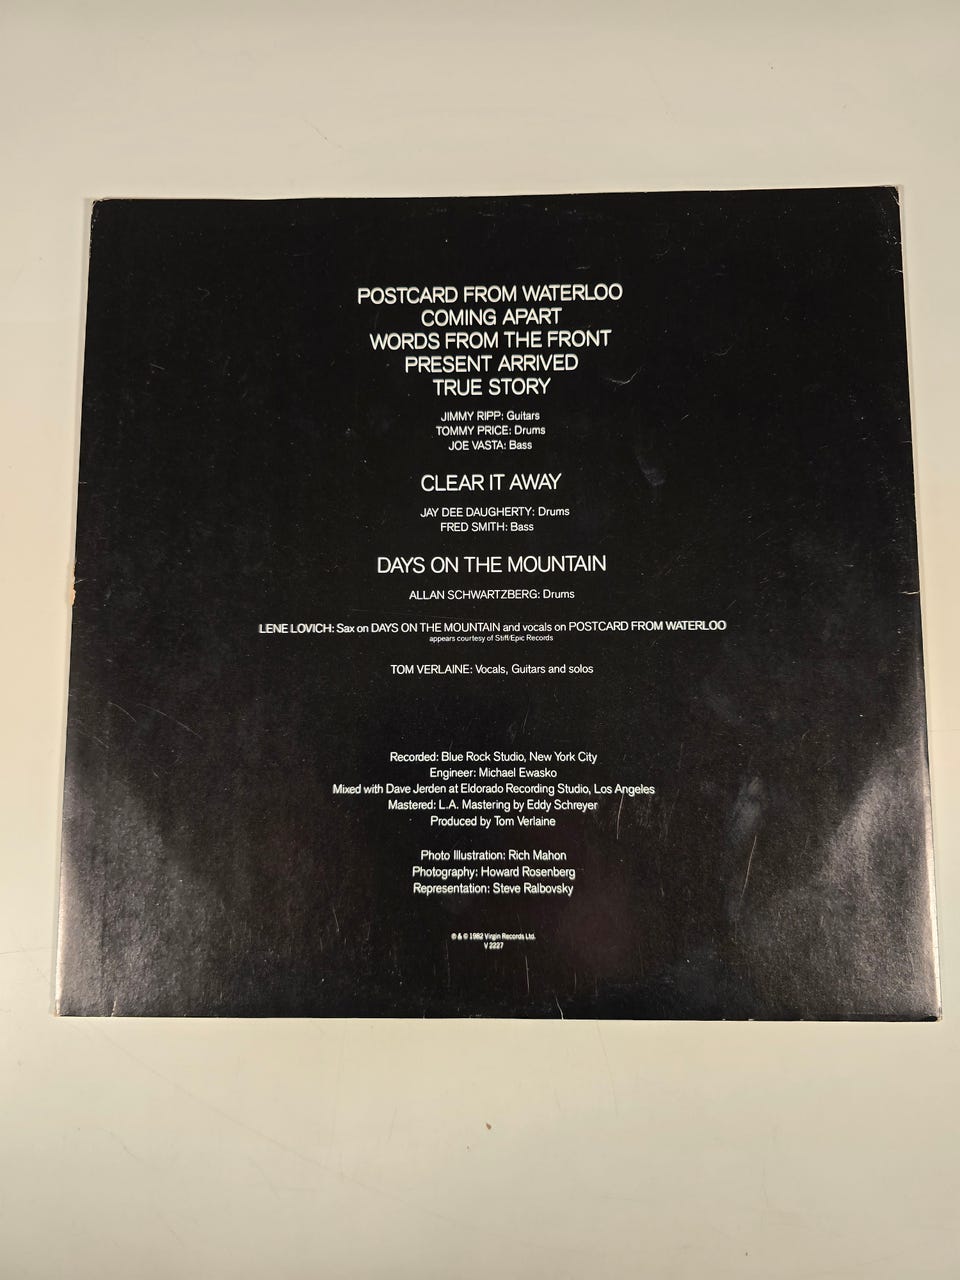 POSTCARD FROM WATERLOO
COMING APART
WORDS FROM THE FRONT
PRESENT ARRIVED
TRUE STORY
JIMMY RIPP: Guitars
TOMMY PRICE: Drums
JOE VASTA: Bass
CLEAR IT AWAY
JAY DEE DAUGHERTY: Drums
FRED SMITH: Bass
DAYS ON THE MOUNTAIN
ALLAN SCHWARTZBERG: Drums
LENE LOVICH: Sax on DAYS ON THE MOUNTAIN and vocals on POSTCARD FROM WATERLOO
appears courtesy of Stiff/Epic Records
TOM VERLAINE: Vocals, Guitars and solos
Recorded: Blue Rock Studio, New York City
Engineer: Michael Ewasko
Mixed with Dave Jerden at Eldorado Recording Studio, Los Angeles
Mastered: L.A. Mastering by Eddy Schreyer
Produced by Tom Verlaine
Photo Illustration: Rich Mahon
Photography: Howard Rosenberg
Representation: Steve Ralbovsky
℗ & © 1982 Virgin Records Ltd.
V 2227